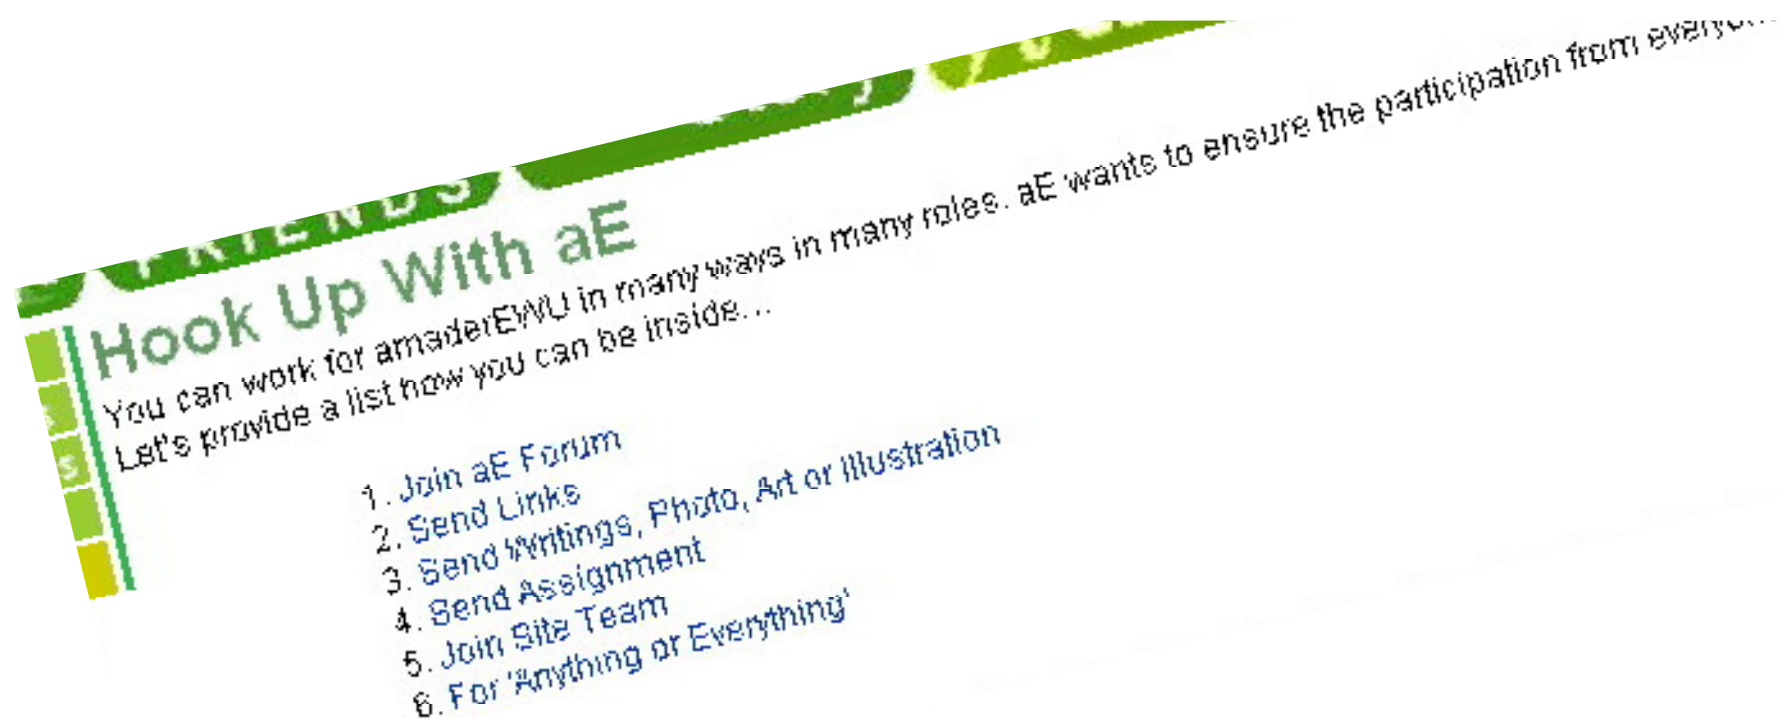 FRIENDS
Hook Up With aE
You can work for amaderEWU in many ways in many roles. aE wants to ensure the participation from
Let's provide a list how you can be inside...
1. Join aE Forum
2. Send Links
3. Send Writings, Photo, Art or Illustration
4. Send Assignment
5. Join Site Team
6. For 'Anything or Everything'